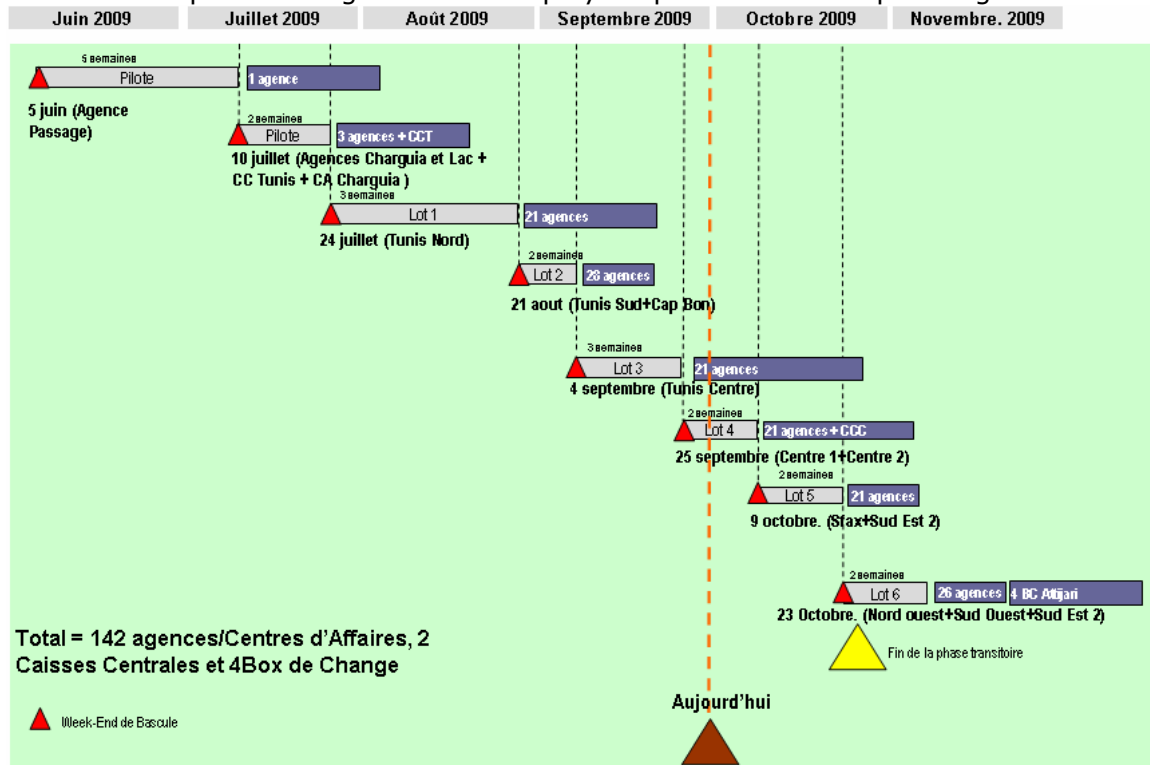 Juin 2009
Juillet 2009
Août 2009
Septembre 2009
Octobre 2009
Novembre. 2009
5 semaines
Pilote
1 agence
5 juin (Agence
Passage)
2 semaines
Pilote
3 agences + CCT
10 juillet (Agences Charguia et Lac +
CC Tunis + CA Charguia )
3 semaines
Lot 1
21 agences
24 juillet (Tunis Nord)
2 semaines
Lot 2
28 agences
21 aout (Tunis Sud+Cap Bon)
3 semaines
Lot 3
21 agences
4 septembre (Tunis Centre)
2 semaines
Lot 4
21 agences + CCC
25 septembre (Centre 1+Centre 2)
2 semaines
Lot 5
21 agences
9 octobre. (Sfax+Sud Est 2)
2 semaines
Lot 6
26 agences
4 BC Attijari
23 Octobre. (Nord ouest+Sud Ouest+Sud Est 2)
Total = 142 agences/Centres d'Affaires, 2
Caisses Centrales et 4Box de Change
Fin de la phase transitoire
Aujourd'hui
Week-End de Bascule